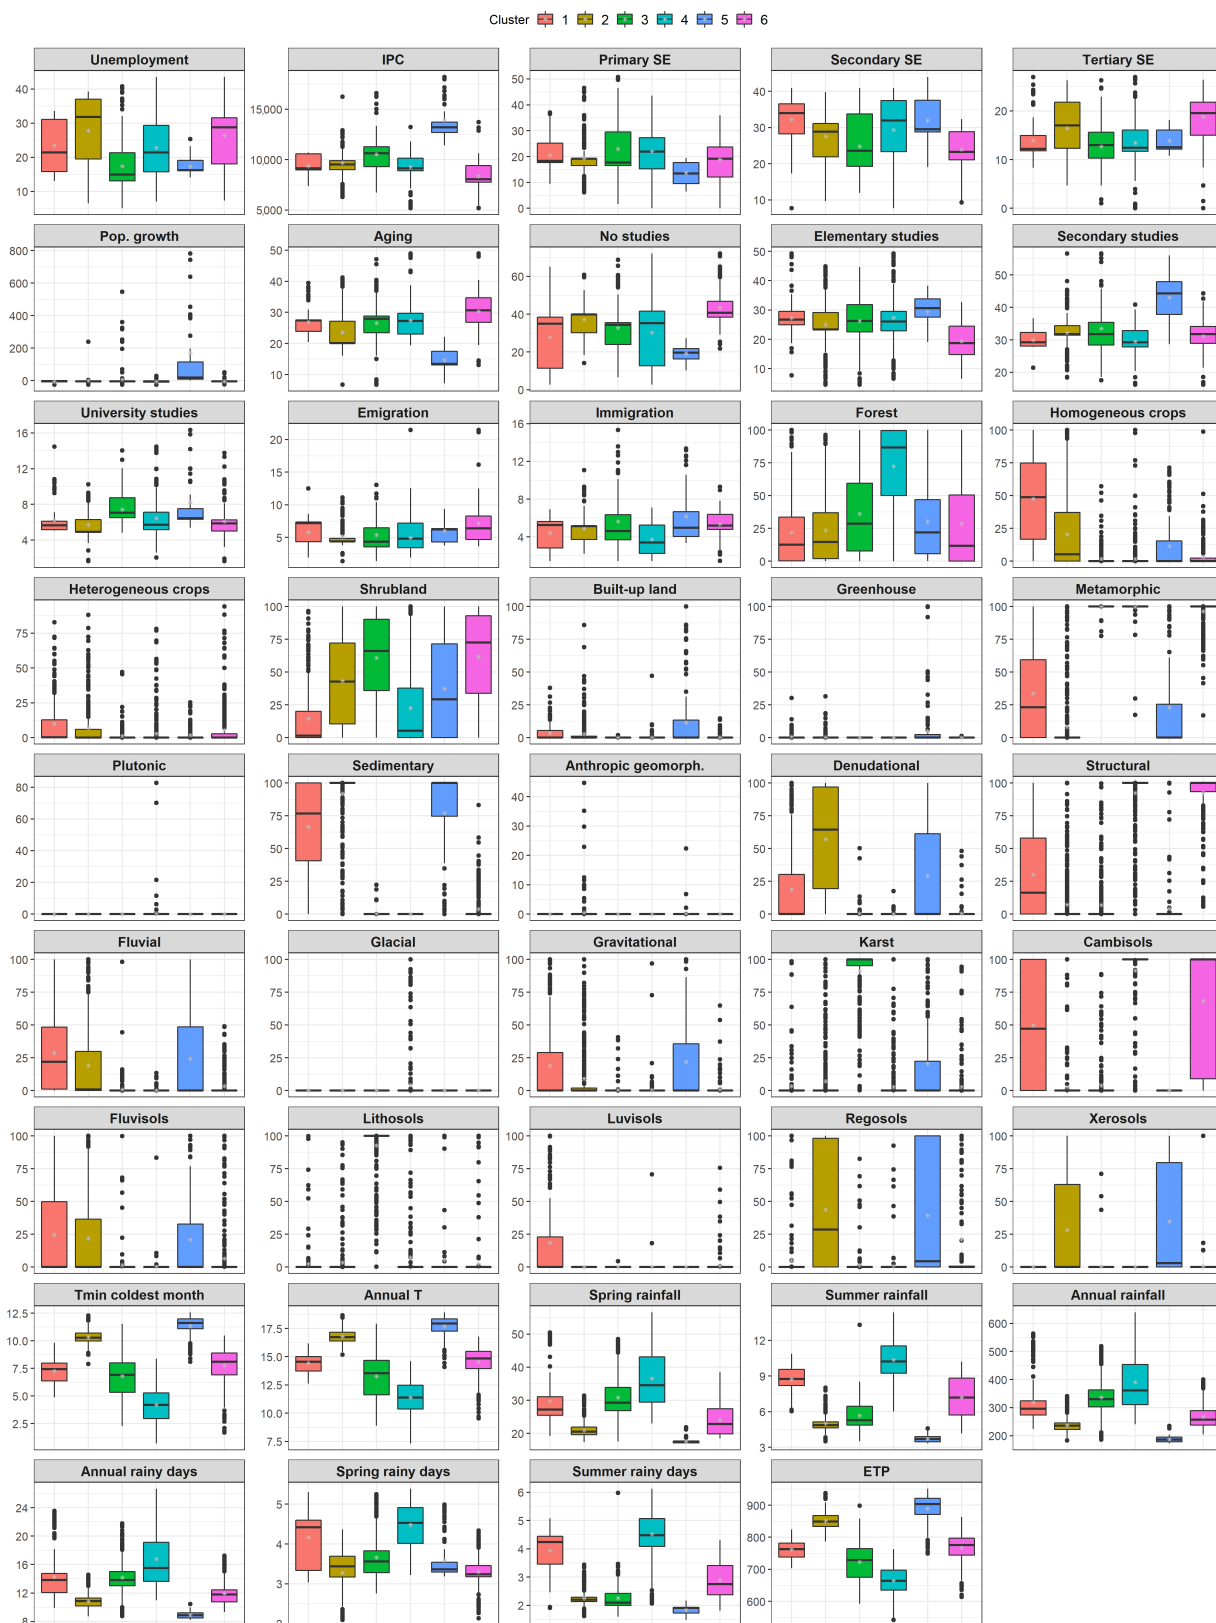 Cluster 1 2 3 4 5 6
Unemployment IPC Primary SE Secondary SE Tertiary SE
40 30 20 10
15,000 10,000 5,000
50 40 30 20 10 0
40 30 20 10
20 10 0
Pop. growth Aging No studies Elementary studies Secondary studies
800 600 400 200 0
50 40 30 20 10
60 40 20 0
50 40 30 20 10
50 40 30 20
University studies Emigration Immigration Forest Homogeneous crops
16 12 8 4
20 15 10 5 0
16 12 8 4 0
100 75 50 25 0
100 75 50 25 0
Heterogeneous crops Shrubland Built-up land Greenhouse Metamorphic
75 50 25 0
100 75 50 25 0
100 75 50 25 0
100 75 50 25 0
100 75 50 25 0
Plutonic Sedimentary Anthropic geomorph. Denudational Structural
80 60 40 20 0
100 75 50 25 0
40 30 20 10 0
100 75 50 25 0
100 75 50 25 0
Fluvial Glacial Gravitational Karst Cambisols
100 75 50 25 0
100 75 50 25 0
100 75 50 25 0
100 75 50 25 0
100 75 50 25 0
Fluvisols Lithosols Luvisols Regosols Xerosols
100 75 50 25 0
100 75 50 25 0
100 75 50 25 0
100 75 50 25 0
100 75 50 25 0
Tmin coldest month Annual T Spring rainfall Summer rainfall Annual rainfall
12.5 10.0 7.5 5.0 2.5
17.5 15.0 12.5 10.0 7.5
50 40 30 20
12 9 6 3
600 500 400 300 200
Annual rainy days Spring rainy days Summer rainy days ETP
24 20 16 12 8
5 4 3 2
6 5 4 3 2
900 800 700 600